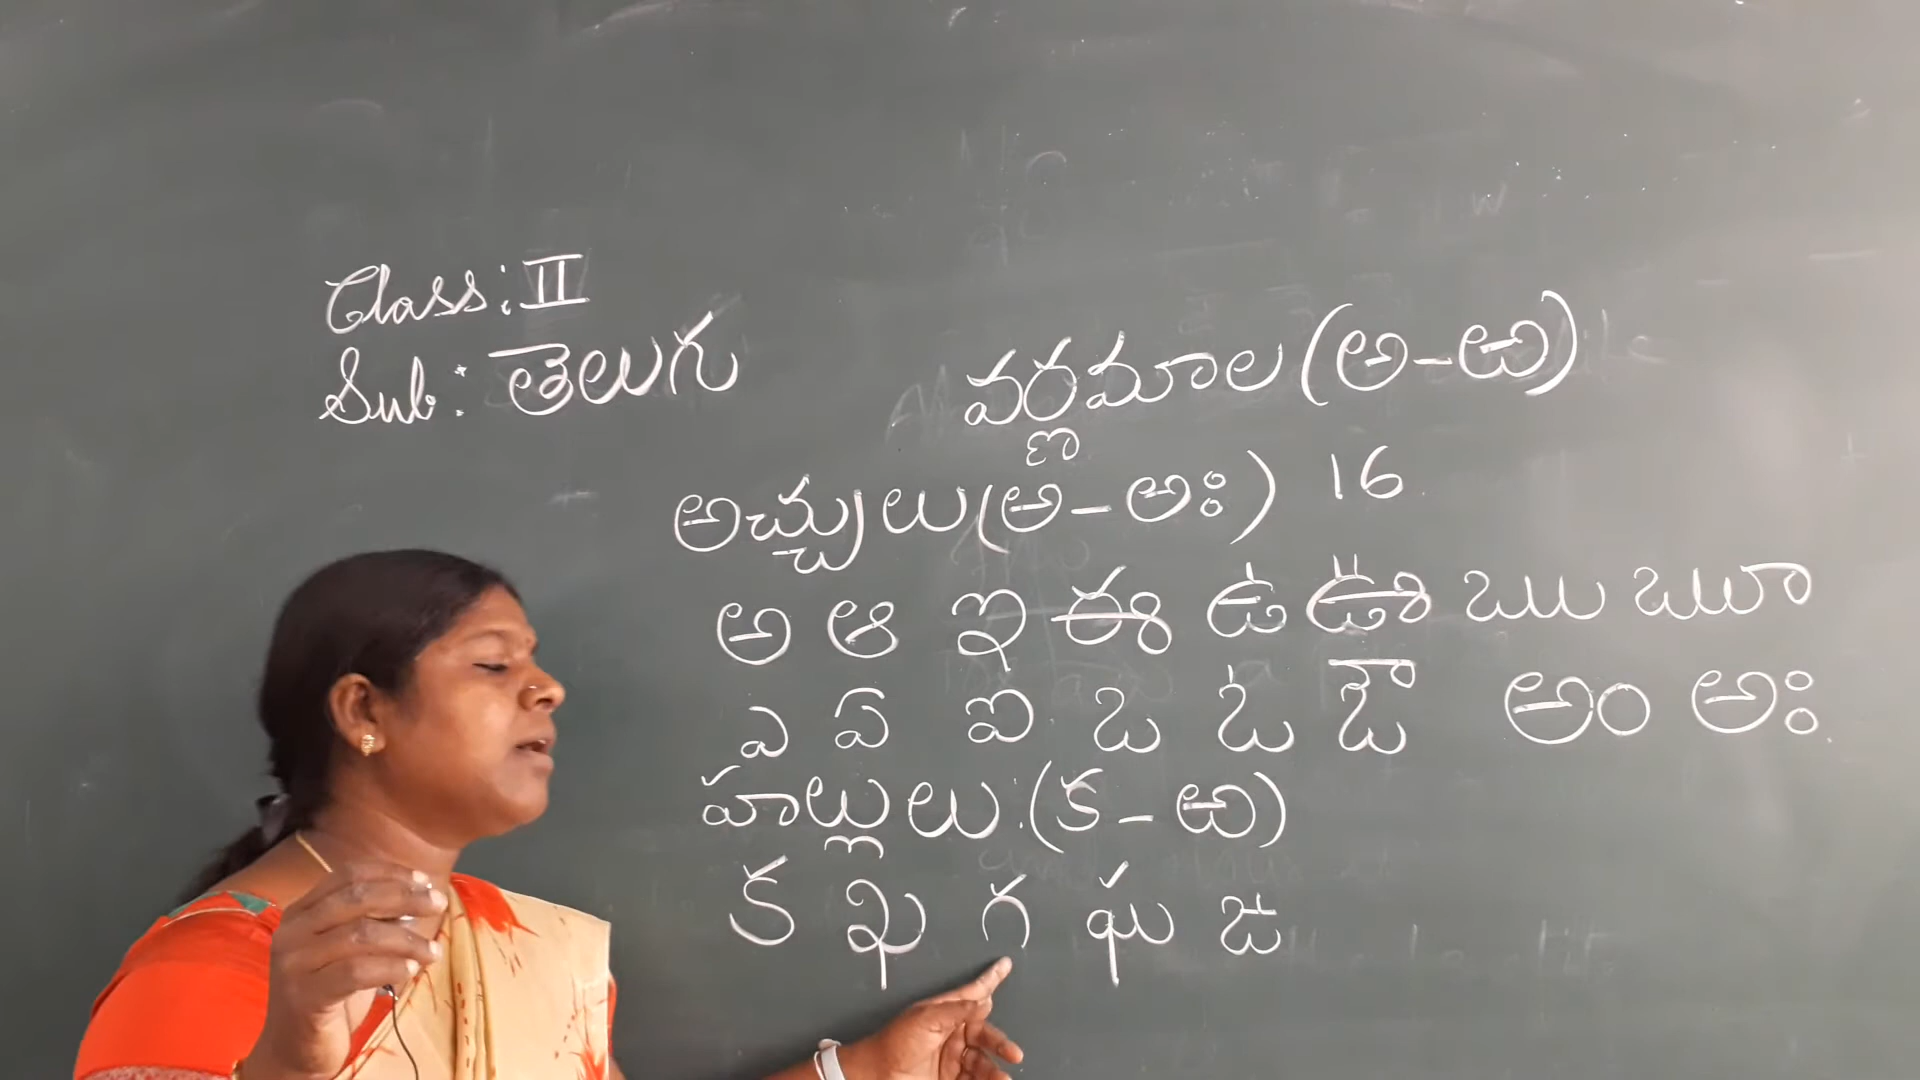 Class: II
Sub: తెలుగు
వర్ణమాల (అ-ఱ)
అచ్చులు (అ-అః) 16
అ ఆ ఇ ఈ ఉ ఊ ఋ ౠ
ఎ ఏ ఐ ఒ ఓ ఔ అం అః
హల్లులు: (క-ఱ)
క ఖ గ ఘ ఙ